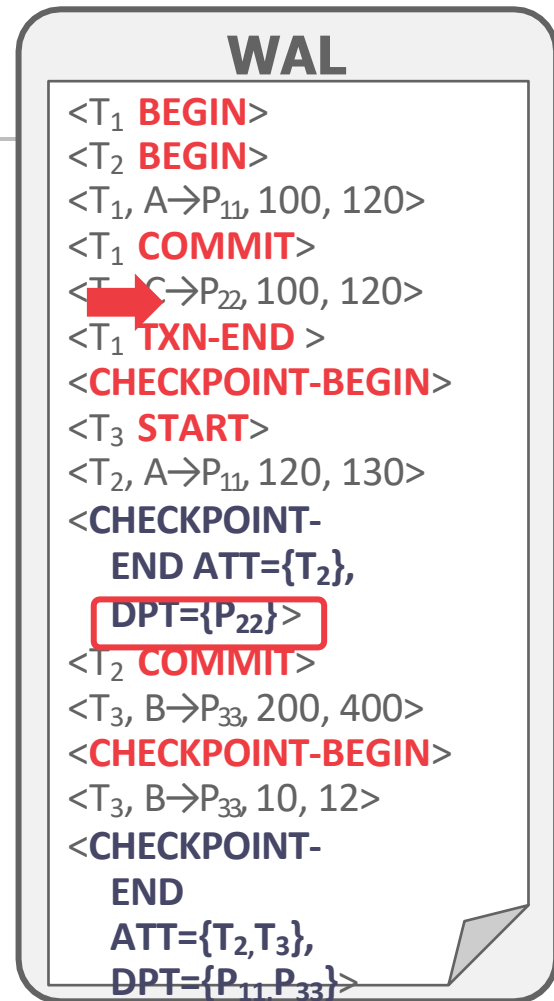 WAL
<T₁ BEGIN>
<T₂ BEGIN>
<T₁, A→P₁₁, 100, 120>
<T₁ COMMIT>
<T C→P₂₂, 100, 120>
<T₁ TXN-END >
<CHECKPOINT-BEGIN>
<T₃ START>
<T₂, A→P₁₁, 120, 130>
<CHECKPOINT-
END ATT={T₂},
DPT={P₂₂}>
<T₂ COMMIT>
<T₃, B→P₃₃, 200, 400>
<CHECKPOINT-BEGIN>
<T₃, B→P₃₃, 10, 12>
<CHECKPOINT-
END
ATT={T₂,T₃},
DPT={P₁₁,P₃₃}>